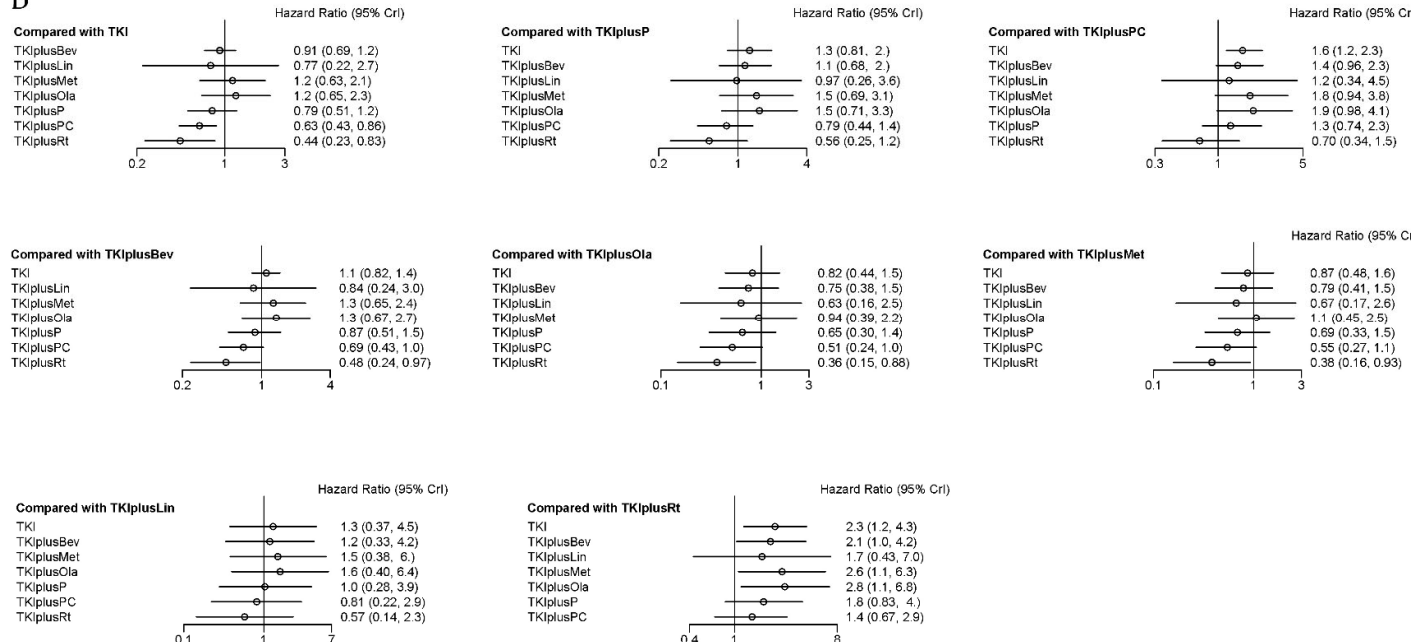 D
Hazard Ratio (95% CrI)
Compared with TKI
TKIplusBev 0.91 (0.69, 1.2)
TKIplusLin 0.77 (0.22, 2.7)
TKIplusMet 1.2 (0.63, 2.1)
TKIplusOla 1.2 (0.65, 2.3)
TKIplusP 0.79 (0.51, 1.2)
TKIplusPC 0.63 (0.43, 0.86)
TKIplusRt 0.44 (0.23, 0.83)
0.2 1 3
Hazard Ratio (95% CrI)
Compared with TKIplusP
TKI 1.3 (0.81, 2.)
TKIplusBev 1.1 (0.68, 2.)
TKIplusLin 0.97 (0.26, 3.6)
TKIplusMet 1.5 (0.69, 3.1)
TKIplusOla 1.5 (0.71, 3.3)
TKIplusPC 0.79 (0.44, 1.4)
TKIplusRt 0.56 (0.25, 1.2)
0.2 1 4
Hazard Ratio (95% Cr
Compared with TKIplusPC
TKI 1.6 (1.2, 2.3)
TKIplusBev 1.4 (0.96, 2.3)
TKIplusLin 1.2 (0.34, 4.5)
TKIplusMet 1.8 (0.94, 3.8)
TKIplusOla 1.9 (0.98, 4.1)
TKIplusP 1.3 (0.74, 2.3)
TKIplusRt 0.70 (0.34, 1.5)
0.3 1 5
Compared with TKIplusBev
TKI 1.1 (0.82, 1.4)
TKIplusLin 0.84 (0.24, 3.0)
TKIplusMet 1.3 (0.65, 2.4)
TKIplusOla 1.3 (0.67, 2.7)
TKIplusP 0.87 (0.51, 1.5)
TKIplusPC 0.69 (0.43, 1.0)
TKIplusRt 0.48 (0.24, 0.97)
0.2 1 4
Compared with TKIplusOla
TKI 0.82 (0.44, 1.5)
TKIplusBev 0.75 (0.38, 1.5)
TKIplusLin 0.63 (0.16, 2.5)
TKIplusMet 0.94 (0.39, 2.2)
TKIplusP 0.65 (0.30, 1.4)
TKIplusPC 0.51 (0.24, 1.0)
TKIplusRt 0.36 (0.15, 0.88)
0.1 1 3
Hazard Ratio (95% Cr
Compared with TKIplusMet
TKI 0.87 (0.48, 1.6)
TKIplusBev 0.79 (0.41, 1.5)
TKIplusLin 0.67 (0.17, 2.6)
TKIplusOla 1.1 (0.45, 2.5)
TKIplusP 0.69 (0.33, 1.5)
TKIplusPC 0.55 (0.27, 1.1)
TKIplusRt 0.38 (0.16, 0.93)
0.1 1 3
Hazard Ratio (95% CrI)
Compared with TKIplusLin
TKI 1.3 (0.37, 4.5)
TKIplusBev 1.2 (0.33, 4.2)
TKIplusMet 1.5 (0.38, 6.)
TKIplusOla 1.6 (0.40, 6.4)
TKIplusP 1.0 (0.28, 3.9)
TKIplusPC 0.81 (0.22, 2.9)
TKIplusRt 0.57 (0.14, 2.3)
0.1 1 7
Hazard Ratio (95% CrI)
Compared with TKIplusRt
TKI 2.3 (1.2, 4.3)
TKIplusBev 2.1 (1.0, 4.2)
TKIplusLin 1.7 (0.43, 7.0)
TKIplusMet 2.6 (1.1, 6.3)
TKIplusOla 2.8 (1.1, 6.8)
TKIplusP 1.8 (0.83, 4.)
TKIplusPC 1.4 (0.67, 2.9)
0.4 1 8